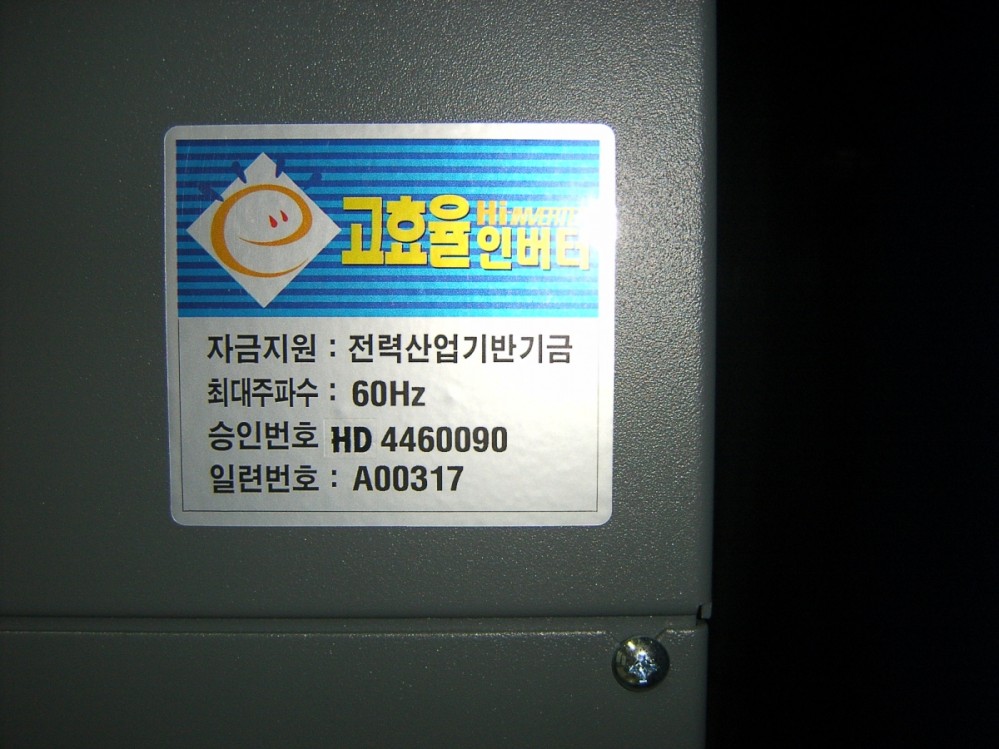 고효율 Hi INVERTE
인버터
자금지원 : 전력산업기반기금
최대주파수 : 60Hz
승인번호 HD 4460090
일련번호 : A00317